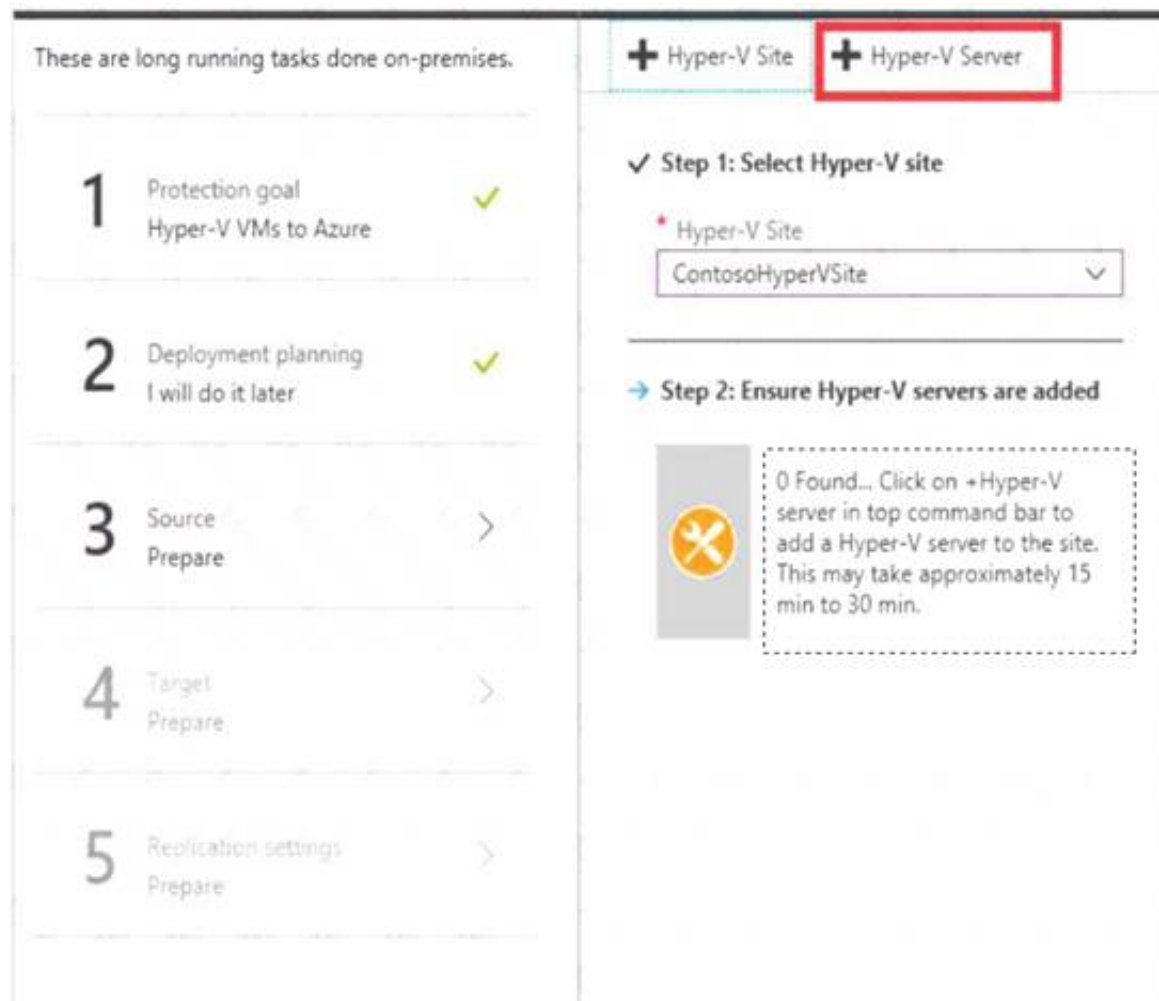 These are long running tasks done on-premises.
1
Protection goal
Hyper-V VMs to Azure
2
Deployment planning
I will do it later
3
Source
Prepare
4
Target
Prepare
5
Replication settings
Prepare
+ Hyper-V Site
+ Hyper-V Server
✓ Step 1: Select Hyper-V site
* Hyper-V Site
ContosoHyperVSite
→ Step 2: Ensure Hyper-V servers are added
0 Found... Click on +Hyper-V
server in top command bar to
add a Hyper-V server to the site.
This may take approximately 15
min to 30 min.